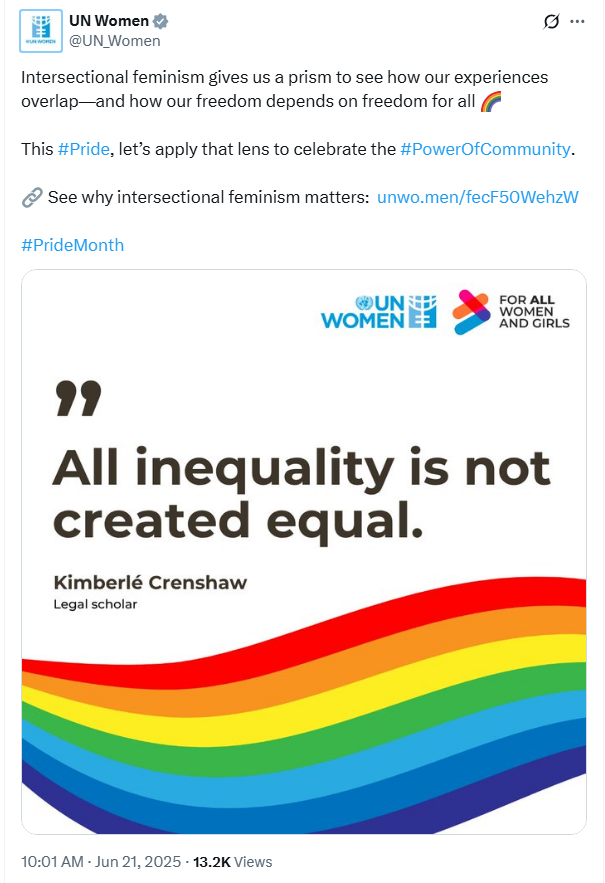 UN Women
@UN_Women
Intersectional feminism gives us a prism to see how our experiences
overlap—and how our freedom depends on freedom for all 🌈
This #Pride, let’s apply that lens to celebrate the #PowerOfCommunity.
🔗 See why intersectional feminism matters: unwo.men/fecF50WehzW
#PrideMonth
UN
WOMEN
FOR ALL
WOMEN
AND GIRLS
”
All inequality is not
created equal.
Kimberlé Crenshaw
Legal scholar
10:01 AM · Jun 21, 2025 · 13.2K Views